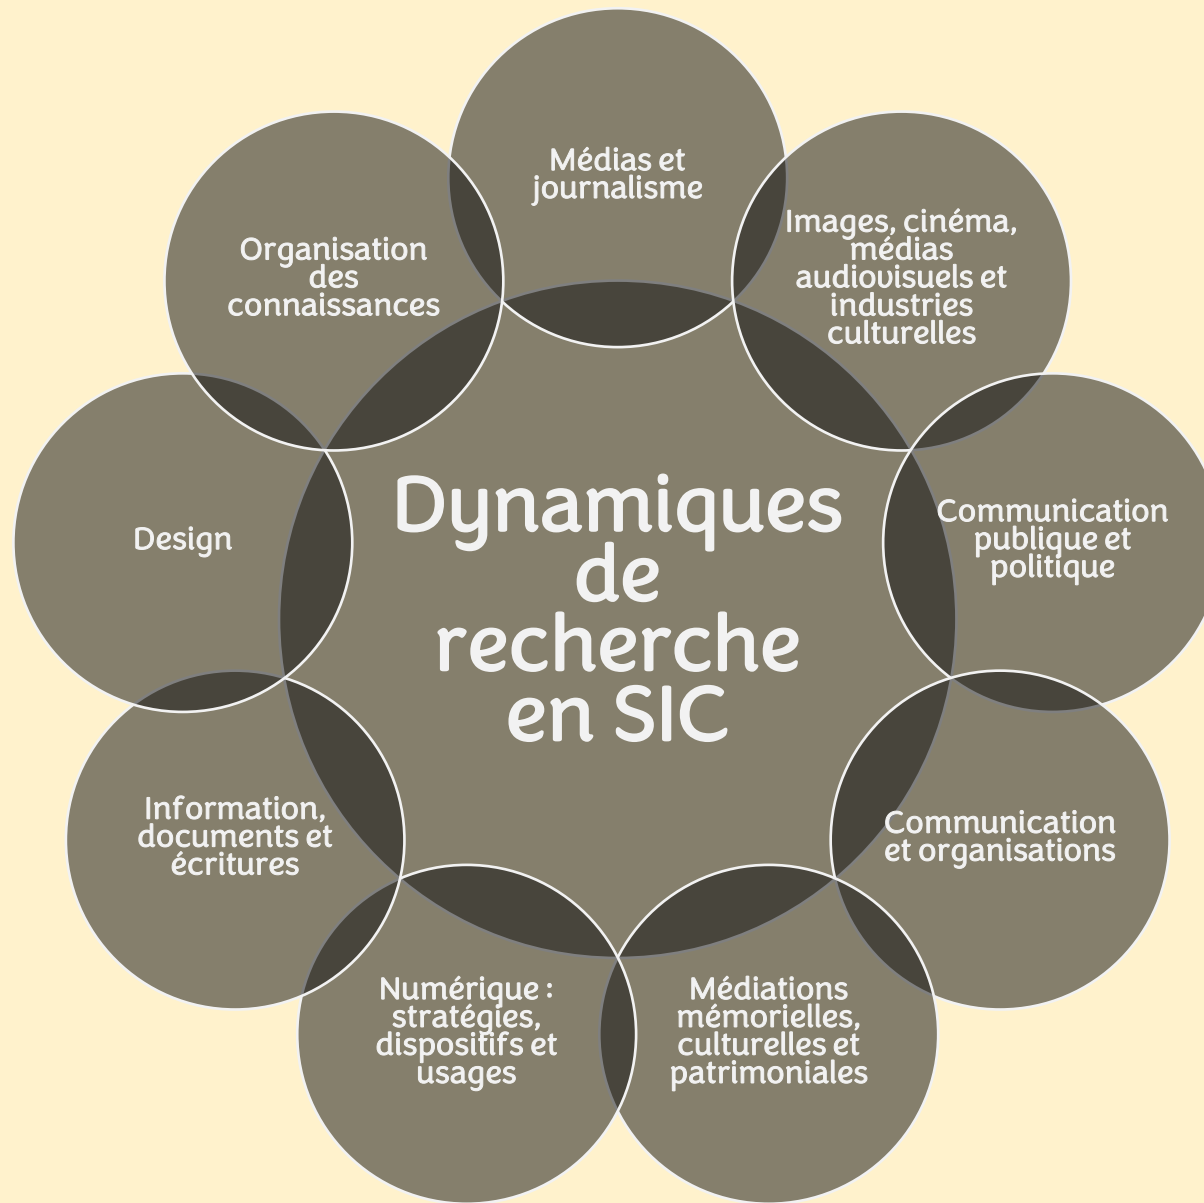 Médias et
journalisme
Images, cinéma,
médias
audiovisuels et
industries
culturelles
Communication
publique et
politique
Communication
et organisations
Médiations
mémorielles,
culturelles et
patrimoniales
Numérique :
stratégies,
dispositifs et
usages
Information,
documents et
écritures
Design
Organisation
des
connaissances
Dynamiques
de
recherche
en SIC